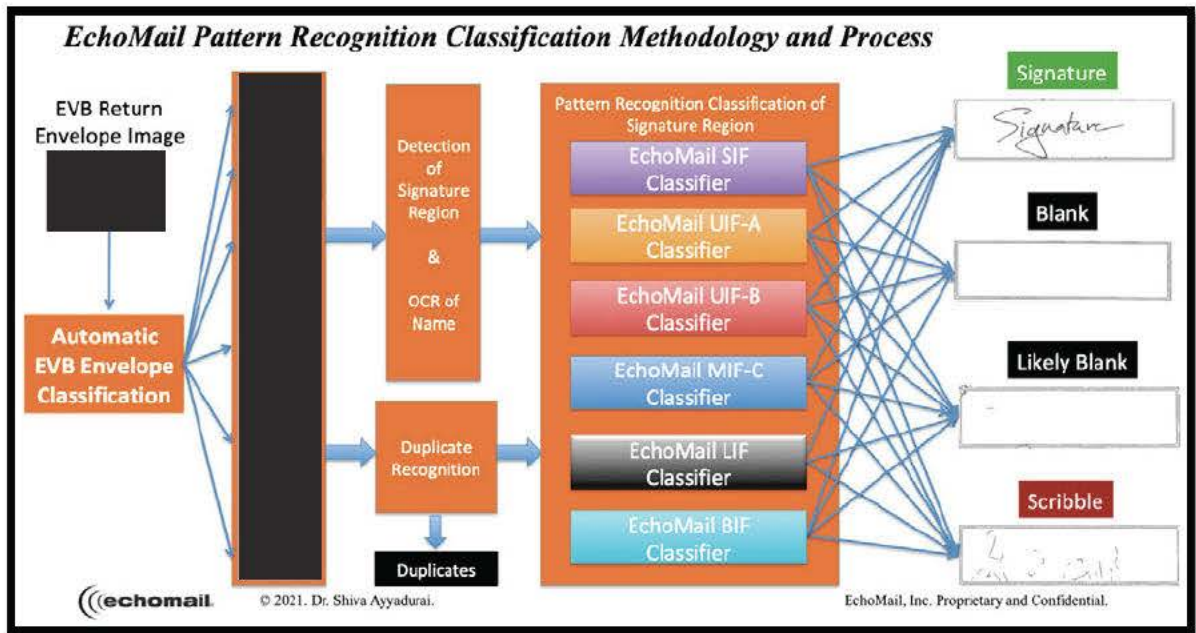 EchoMail Pattern Recognition Classification Methodology and Process
EVB Return
Envelope Image
Automatic
EVB Envelope
Classification
Detection
of
Signature
Region
&
OCR of
Name
Duplicate
Recognition
Duplicates
Pattern Recognition Classification of
Signature Region
EchoMail SIF
Classifier
EchoMail UIF-A
Classifier
EchoMail UIF-B
Classifier
EchoMail MIF-C
Classifier
EchoMail LIF
Classifier
EchoMail BIF
Classifier
Signature
Signature
Blank
Likely Blank
Scribble
echomail
© 2021. Dr. Shiva Ayyadurai.
EchoMail, Inc. Proprietary and Confidential.